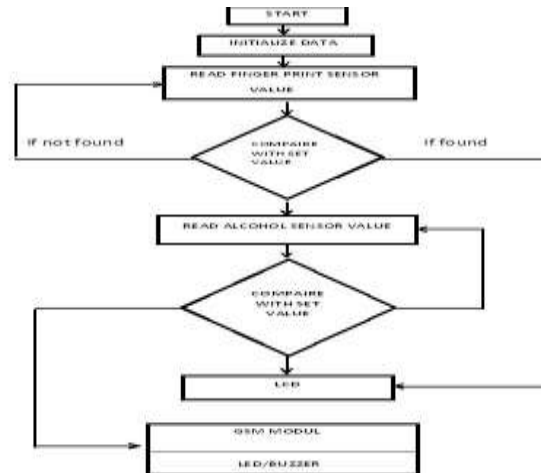 START
INITIALIZE DATA
READ FINGER PRINT SENSOR
VALUE
If not found
COMPAIRE
WITH SET
VALUE
If found
READ ALCOHOL SENSOR VALUE
COMPAIRE
WITH SET
VALUE
LED
GSM MODUL
LED/BUZZER